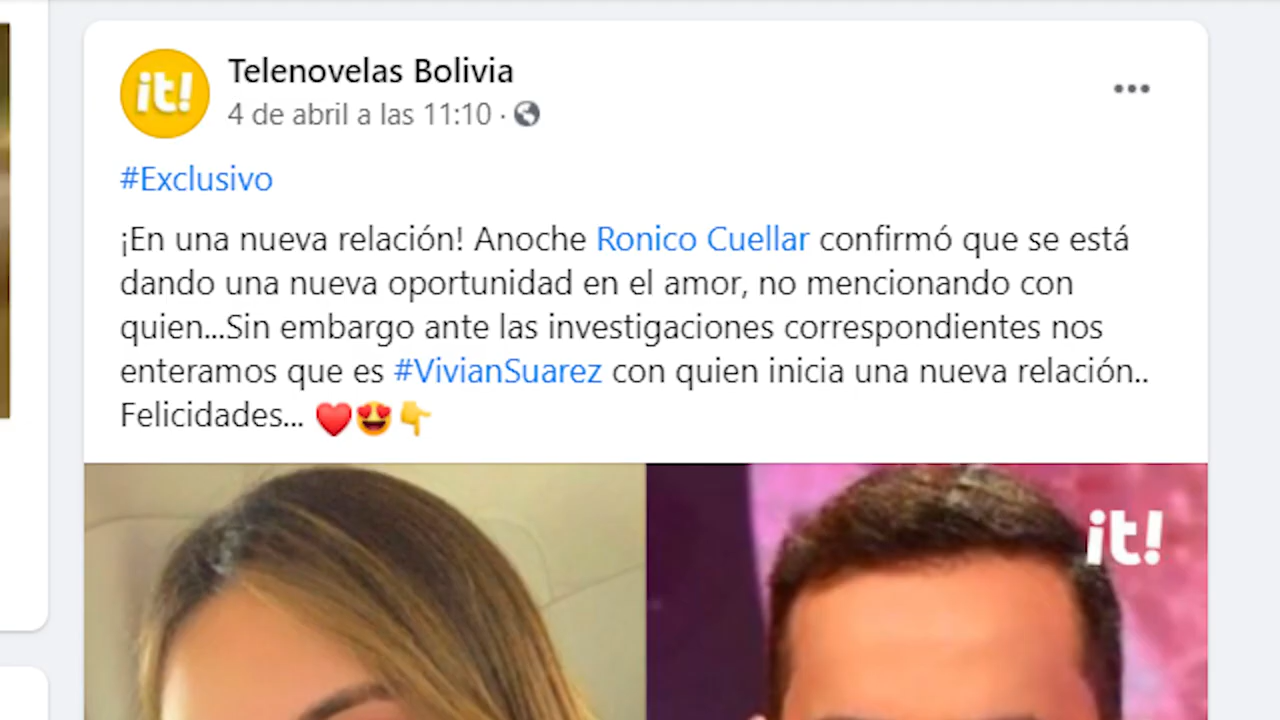 it!
Telenovelas Bolivia
4 de abril a las 11:10 ·
#Exclusivo
¡En una nueva relación! Anoche Ronico Cuellar confirmó que se está
dando una nueva oportunidad en el amor, no mencionando con
quien...Sin embargo ante las investigaciones correspondientes nos
enteramos que es #VivianSuarez con quien inicia una nueva relación..
Felicidades... ❤️😍👇
it!